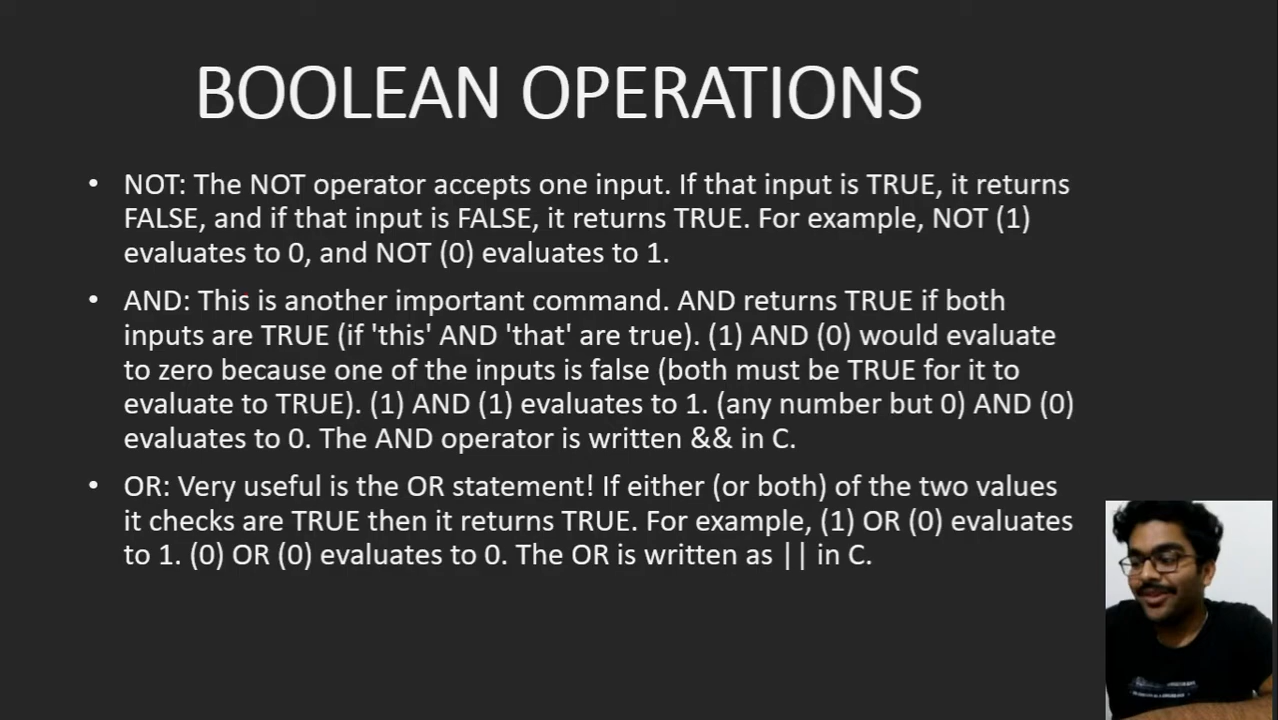 BOOLEAN OPERATIONS
• NOT: The NOT operator accepts one input. If that input is TRUE, it returns
FALSE, and if that input is FALSE, it returns TRUE. For example, NOT (1)
evaluates to 0, and NOT (0) evaluates to 1.
• AND: This is another important command. AND returns TRUE if both
inputs are TRUE (if 'this' AND 'that' are true). (1) AND (0) would evaluate
to zero because one of the inputs is false (both must be TRUE for it to
evaluate to TRUE). (1) AND (1) evaluates to 1. (any number but 0) AND (0)
evaluates to 0. The AND operator is written && in C.
• OR: Very useful is the OR statement! If either (or both) of the two values
it checks are TRUE then it returns TRUE. For example, (1) OR (0) evaluates
to 1. (0) OR (0) evaluates to 0. The OR is written as || in C.